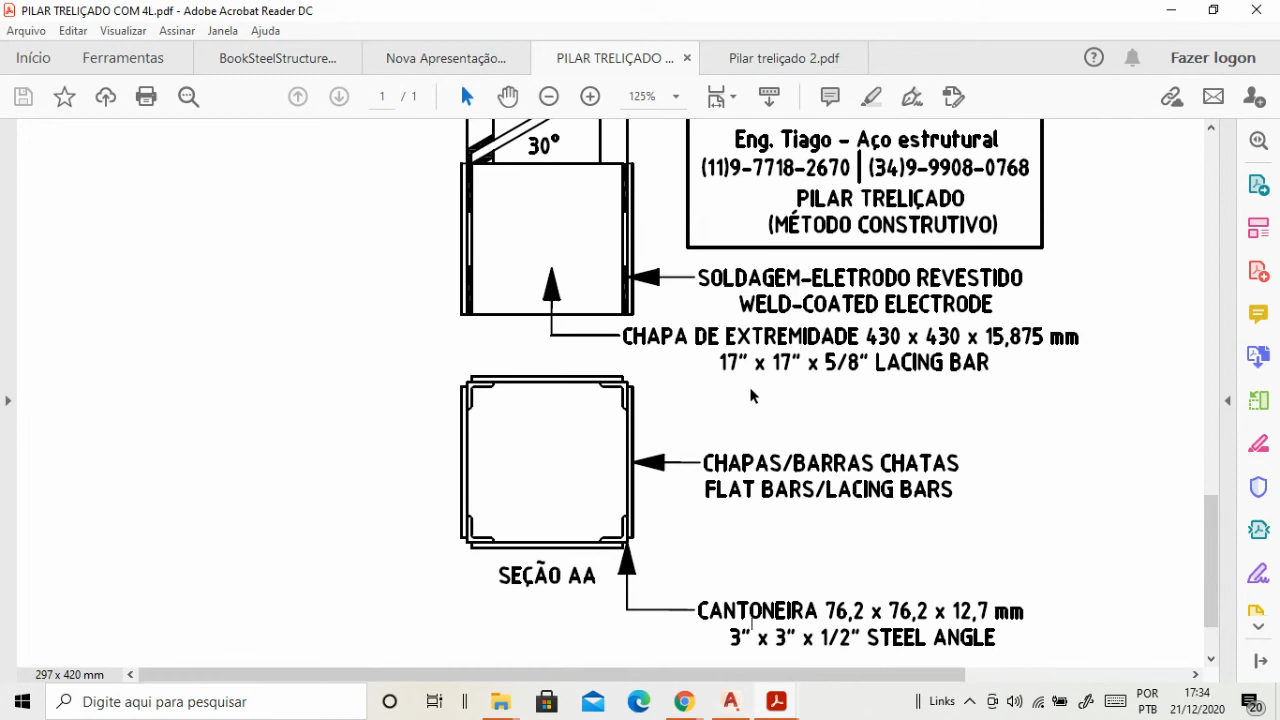 PILAR TRELIÇADO COM 4L.pdf - Adobe Acrobat Reader DC
Arquivo Editar Visualizar Assinar Janela Ajuda
Início Ferramentas BookSteelStructure... Nova Apresentação... PILAR TRELIÇADO ... Pilar treliçado 2.pdf Fazer logon
1 / 1 125%
30°
Eng. Tiago - Aço estrutural
(11)9-7718-2670 | (34)9-9908-0768
PILAR TRELIÇADO
(MÉTODO CONSTRUTIVO)
SOLDAGEM-ELETRODO REVESTIDO
WELD-COATED ELECTRODE
CHAPA DE EXTREMIDADE 430 x 430 x 15,875 mm
17" x 17" x 5/8" LACING BAR
CHAPAS/BARRAS CHATAS
FLAT BARS/LACING BARS
SEÇÃO AA
CANTONEIRA 76,2 x 76,2 x 12,7 mm
3" x 3" x 1/2" STEEL ANGLE
297 x 420 mm
Digite aqui para pesquisar
Links
POR
PTB
17:34
21/12/2020
20